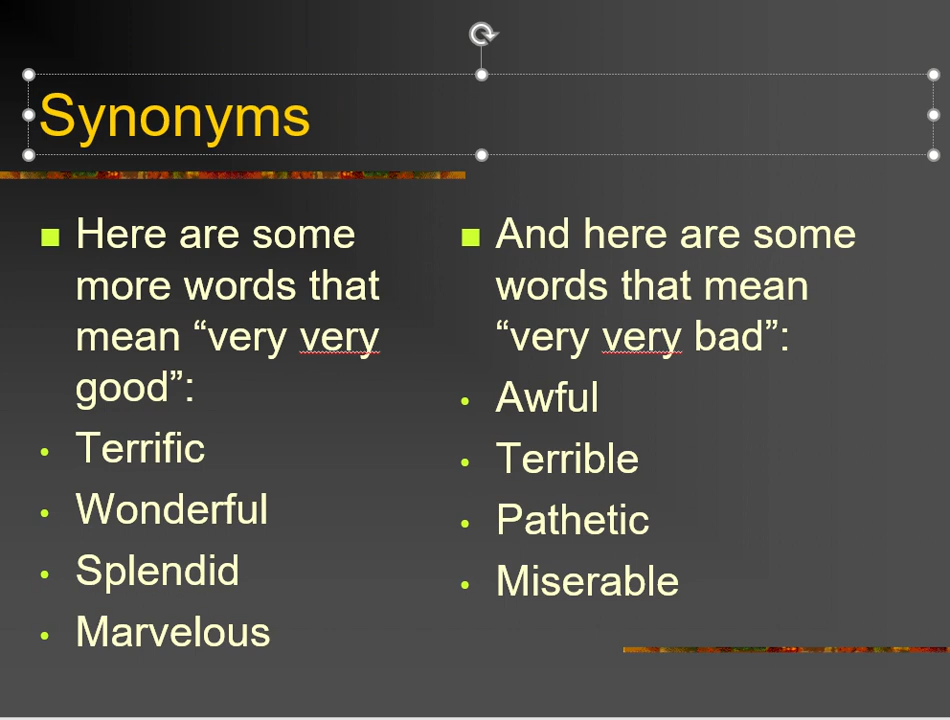 Synonyms
Here are some
more words that
mean “very very
good”:
Terrific
Wonderful
Splendid
Marvelous
And here are some
words that mean
“very very bad”:
Awful
Terrible
Pathetic
Miserable